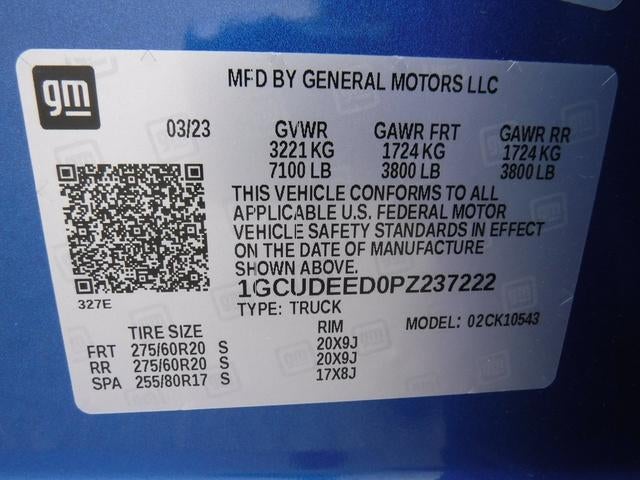 gm
MFD BY GENERAL MOTORS LLC
03/23 GVWR GAWR FRT GAWR RR
3221 KG 1724 KG 1724 KG
7100 LB 3800 LB 3800 LB
THIS VEHICLE CONFORMS TO ALL
APPLICABLE U.S. FEDERAL MOTOR
VEHICLE SAFETY STANDARDS IN EFFECT
ON THE DATE OF MANUFACTURE
SHOWN ABOVE.
1GCUDEED0PZ237222
327E
TYPE: TRUCK
MODEL: 02CK10543
TIRE SIZE RIM
FRT 275/60R20 S 20X9J
RR 275/60R20 S 20X9J
SPA 255/80R17 S 17X8J